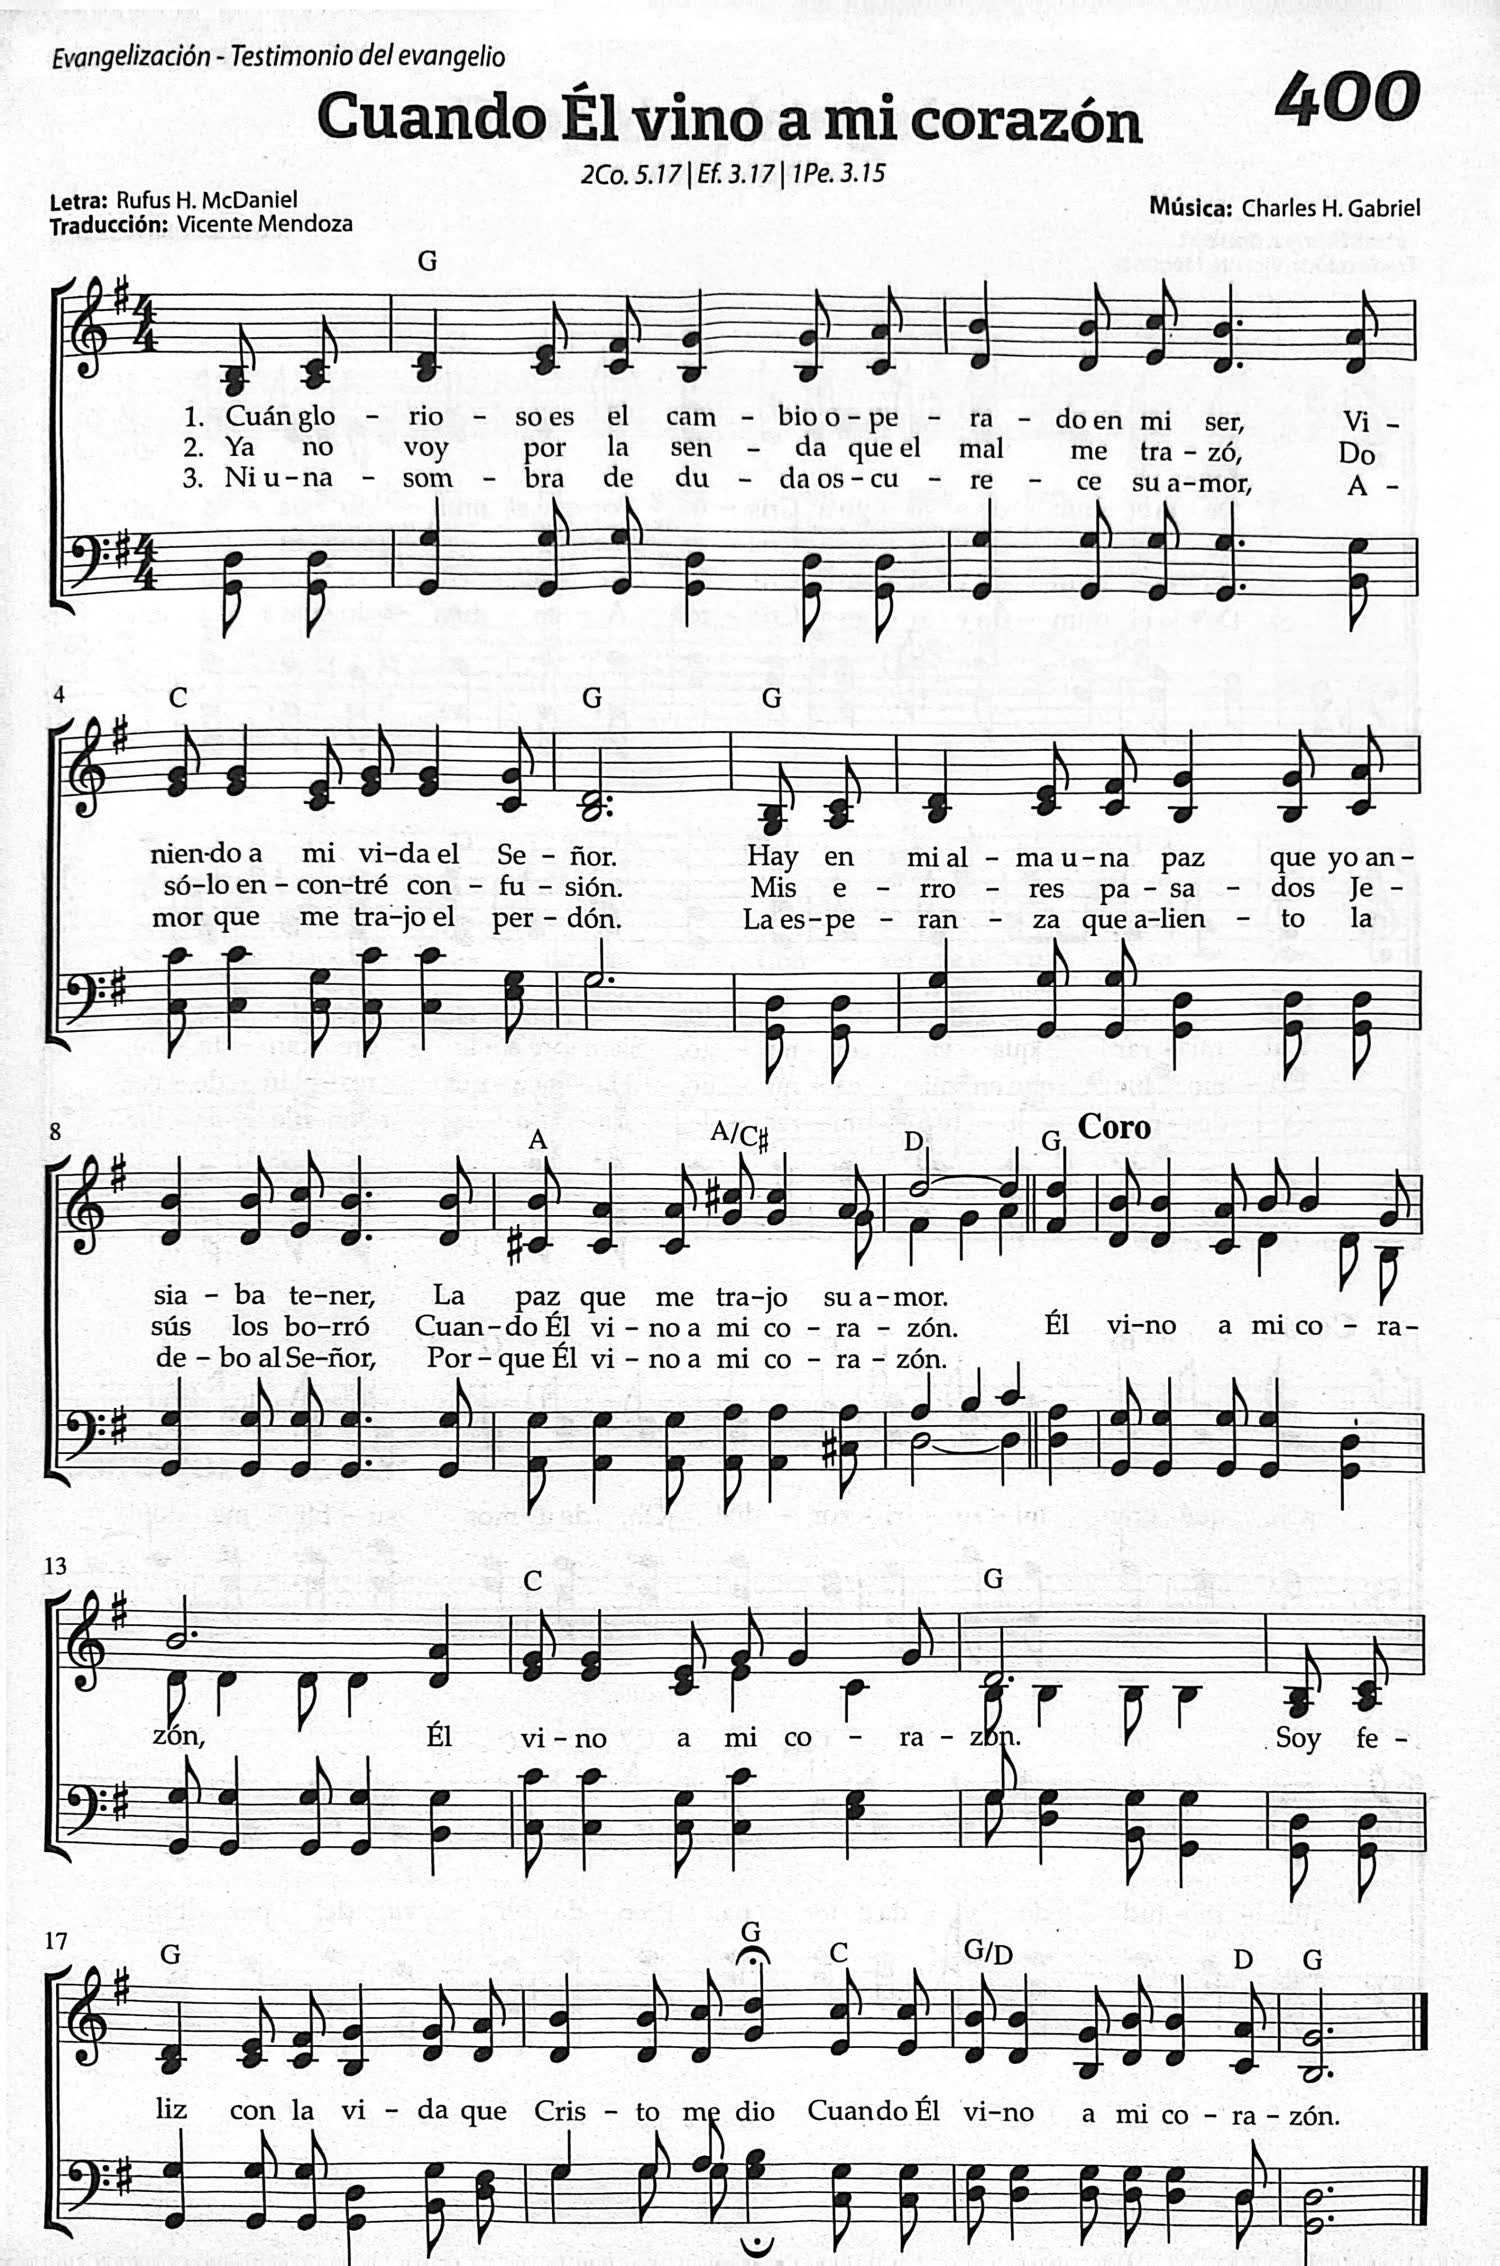 Evangelización - Testimonio del evangelio
400
Cuando Él vino a mi corazón
2Co. 5.17 | Ef. 3.17 | 1Pe. 3.15
Letra: Rufus H. McDaniel
Traducción: Vicente Mendoza
Música: Charles H. Gabriel
G
4
4
1. Cuán glo – rio – so es el cam – bio o – pe – ra – do en mi ser, Vi –
2. Ya no voy por la sen – da que el mal me tra – zó, Do
3. Ni u – na – som – bra de du – da os – cu – re – ce su a – mor, A –
4
4
4
C G G
nien-do a mi vi–da el Se – ñor. Hay en mi al – ma u – na paz que yo an –
só–lo en – con–tré con – fu – sión. Mis e – rro – res pa – sa – dos Je –
mor que me tra–jo el per – dón. La es – pe – ran – za que a–lien – to la
8
A A/C# D G Coro
sia – ba te–ner, La paz que me tra–jo su a – mor.
sús los bo–rró Cuan–do Él vi – no a mi co – ra – zón. Él vi–no a mi co – ra –
de – bo al Se–ñor, Por – que Él vi – no a mi co – ra – zón.
13
C G
zón, Él vi – no a mi co – ra – zón. Soy fe –
17
G G C G/D D G
liz con la vi – da que Cris – to me dio Cuando Él vi–no a mi co – ra – zón.